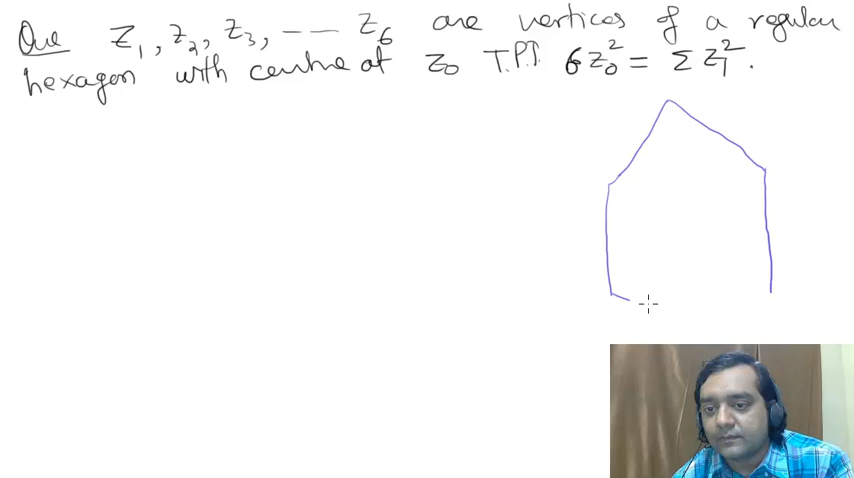 Que Z1, Z2, Z3, --- Z6 are vertices of a regular
hexagon with centre at Z0 T.P.T. 6Z0² = Σ Z1².